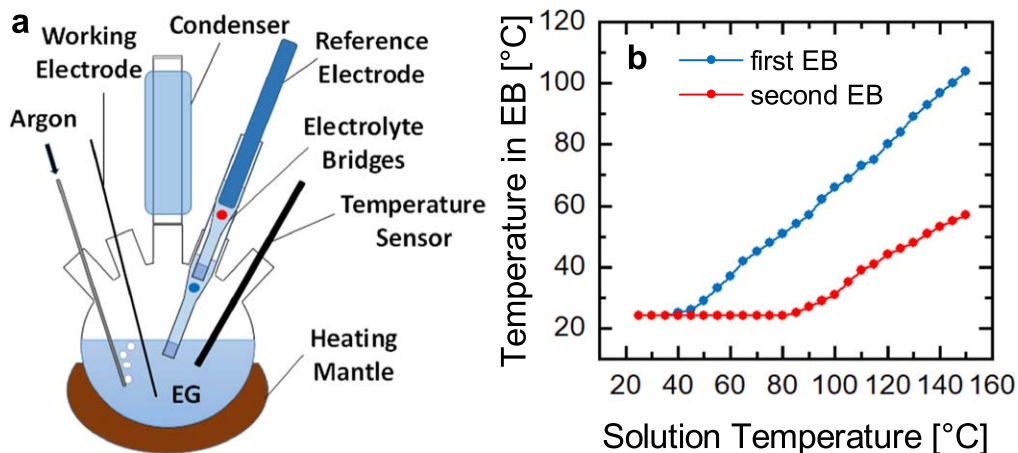 a
Working
Electrode
Condenser
Reference
Electrode
Argon
Electrolyte
Bridges
Temperature
Sensor
Heating
Mantle
EG
b
first EB
second EB
Temperature in EB [°C]
120
100
80
60
40
20
20 40 60 80 100 120 140 160
Solution Temperature [°C]